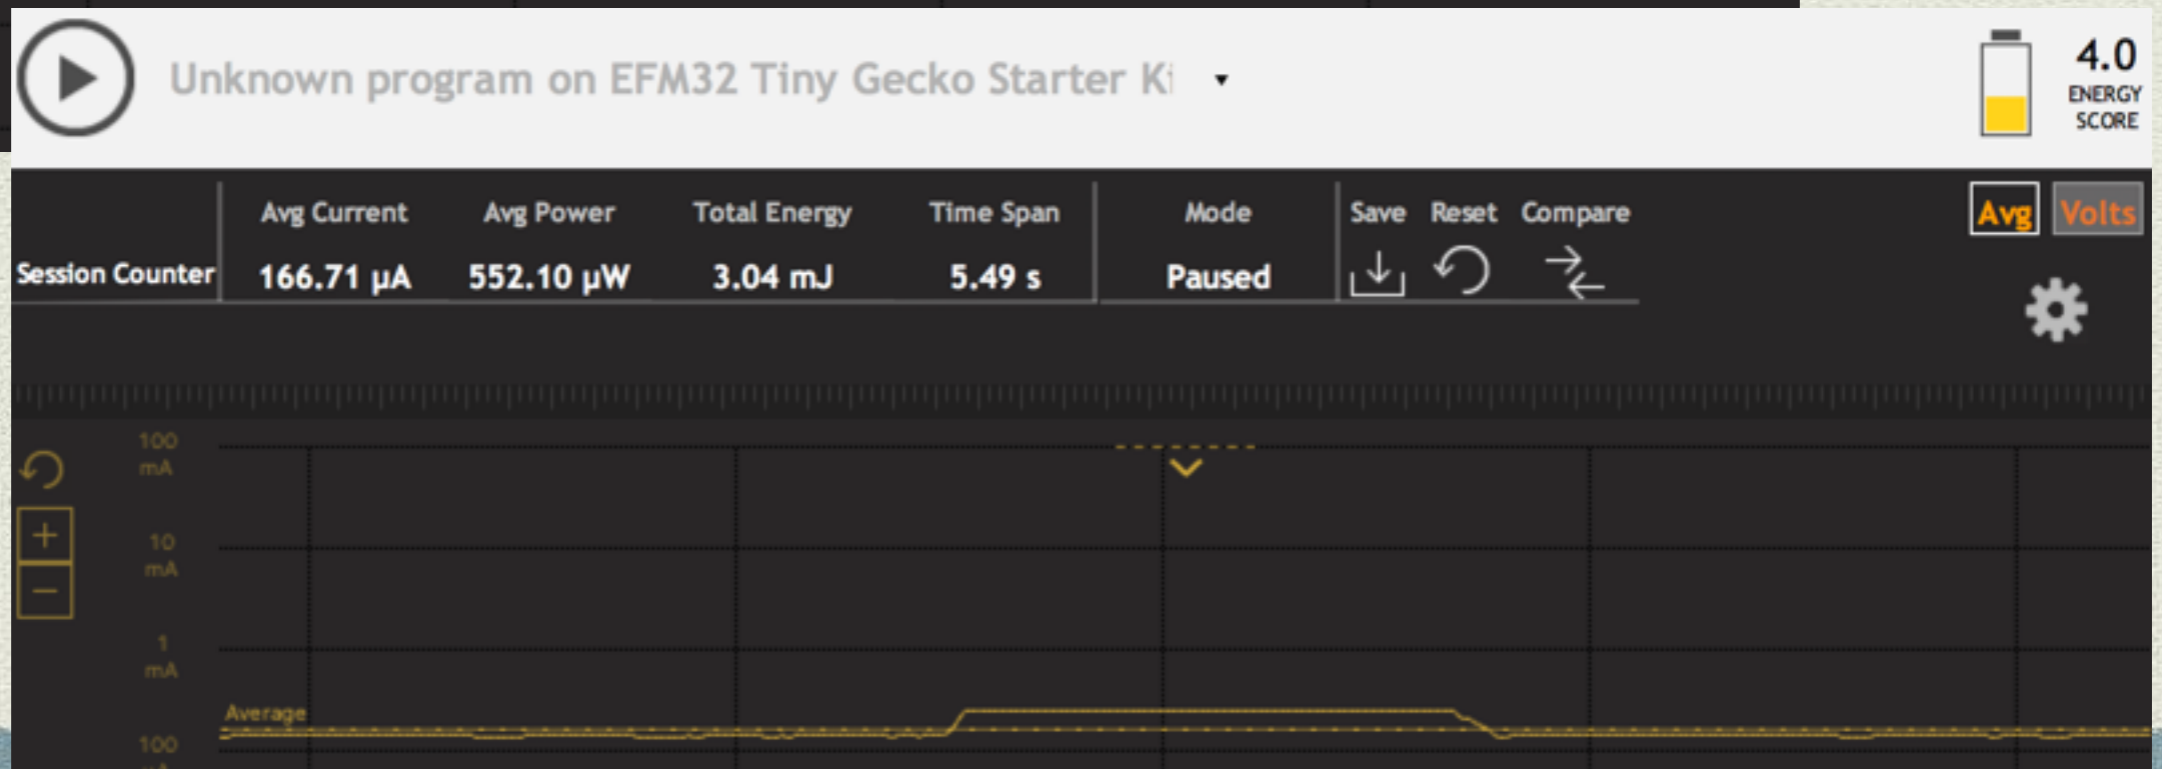 Unknown program on EFM32 Tiny Gecko Starter Ki
4.0
ENERGY
SCORE
Avg Current Avg Power Total Energy Time Span Mode Save Reset Compare
Avg Volts
Session Counter 166.71 µA 552.10 µW 3.04 mJ 5.49 s Paused
100
mA
10
mA
1
mA
Average
100